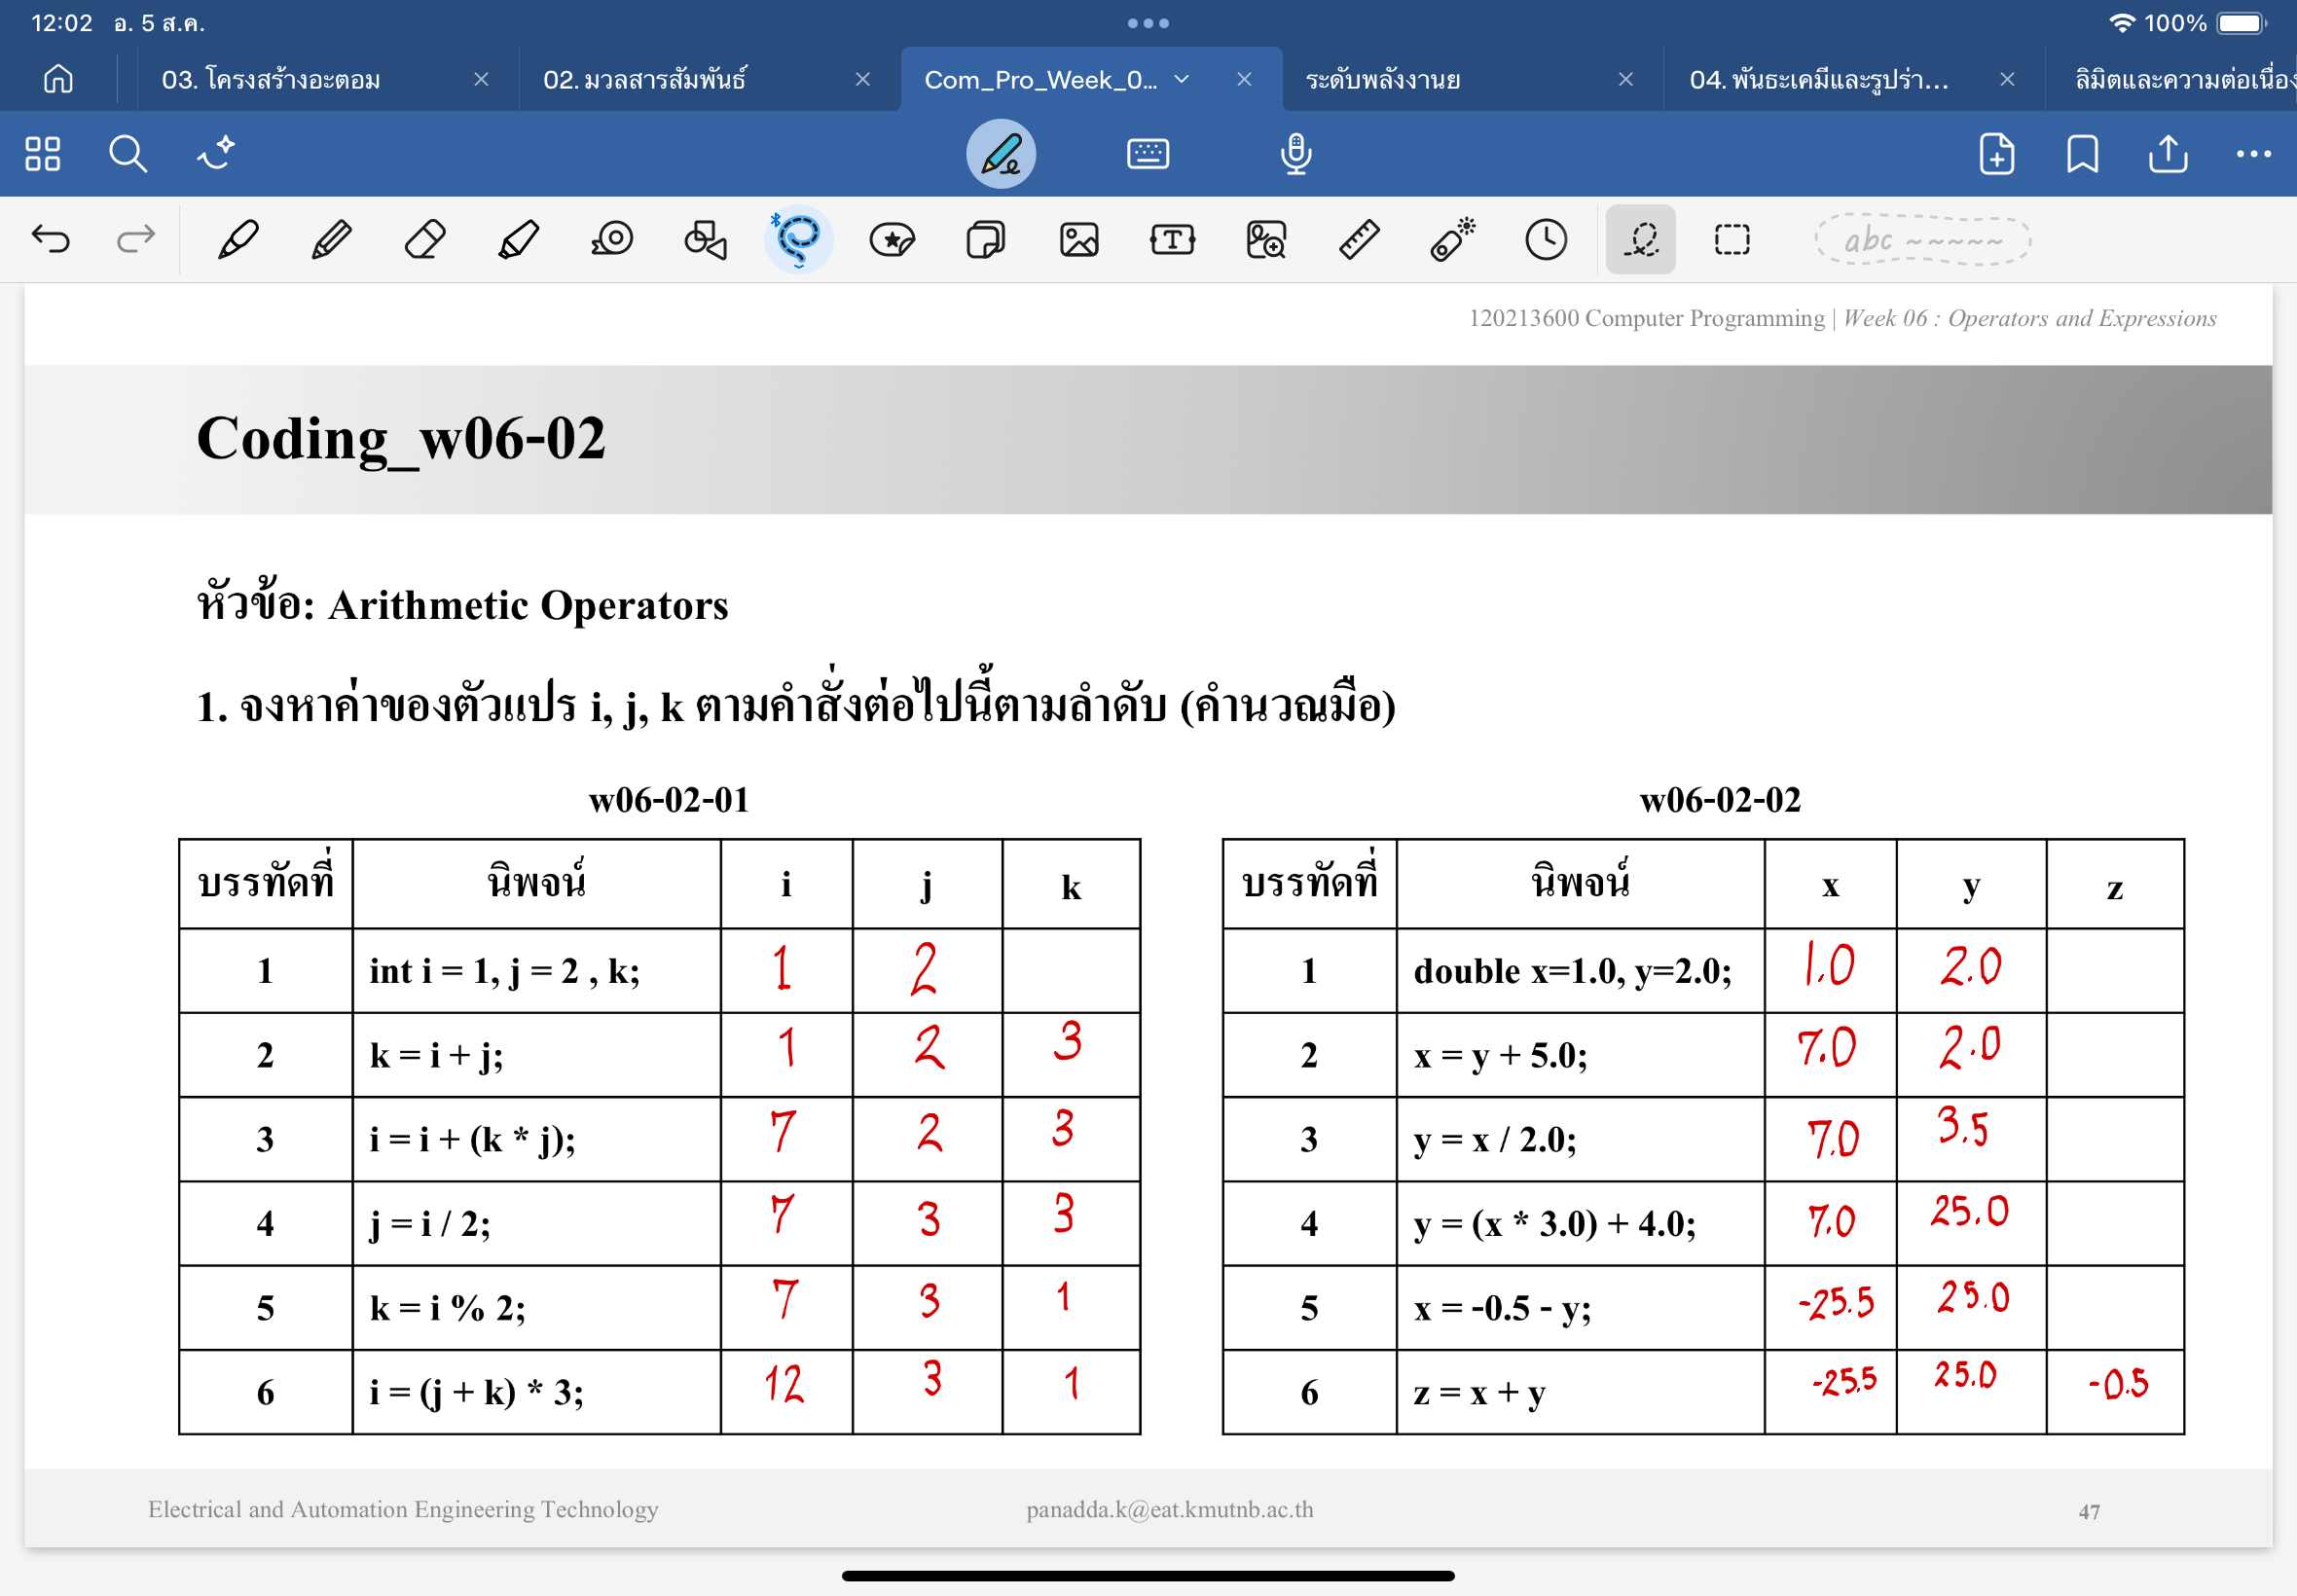 12:02 อ. 5 ส.ค.
100%
03. โครงสร้างอะตอม
02. มวลสารสัมพันธ์
Com_Pro_Week_0...
ระดับพลังงานย
04. พันธะเคมีและรูปร่า...
ลิมิตและความต่อเนื่อง
abc
120213600 Computer Programming | Week 06 : Operators and Expressions
Coding_w06-02
หัวข้อ: Arithmetic Operators
1. จงหาค่าของตัวแปร i, j, k ตามคำสั่งต่อไปนี้ตามลำดับ (คำนวณมือ)
w06-02-01
บรรทัดที่ นิพจน์ i j k
1 int i = 1, j = 2 , k; 1 2
2 k = i + j; 1 2 3
3 i = i + (k * j); 7 2 3
4 j = i / 2; 7 3 3
5 k = i % 2; 7 3 1
6 i = (j + k) * 3; 12 3 1
w06-02-02
บรรทัดที่ นิพจน์ x y z
1 double x=1.0, y=2.0; 1.0 2.0
2 x = y + 5.0; 7.0 2.0
3 y = x / 2.0; 7.0 3.5
4 y = (x * 3.0) + 4.0; 7.0 25.0
5 x = -0.5 - y; -25.5 25.0
6 z = x + y -25.5 25.0 -0.5
Electrical and Automation Engineering Technology
panadda.k@eat.kmutnb.ac.th
47